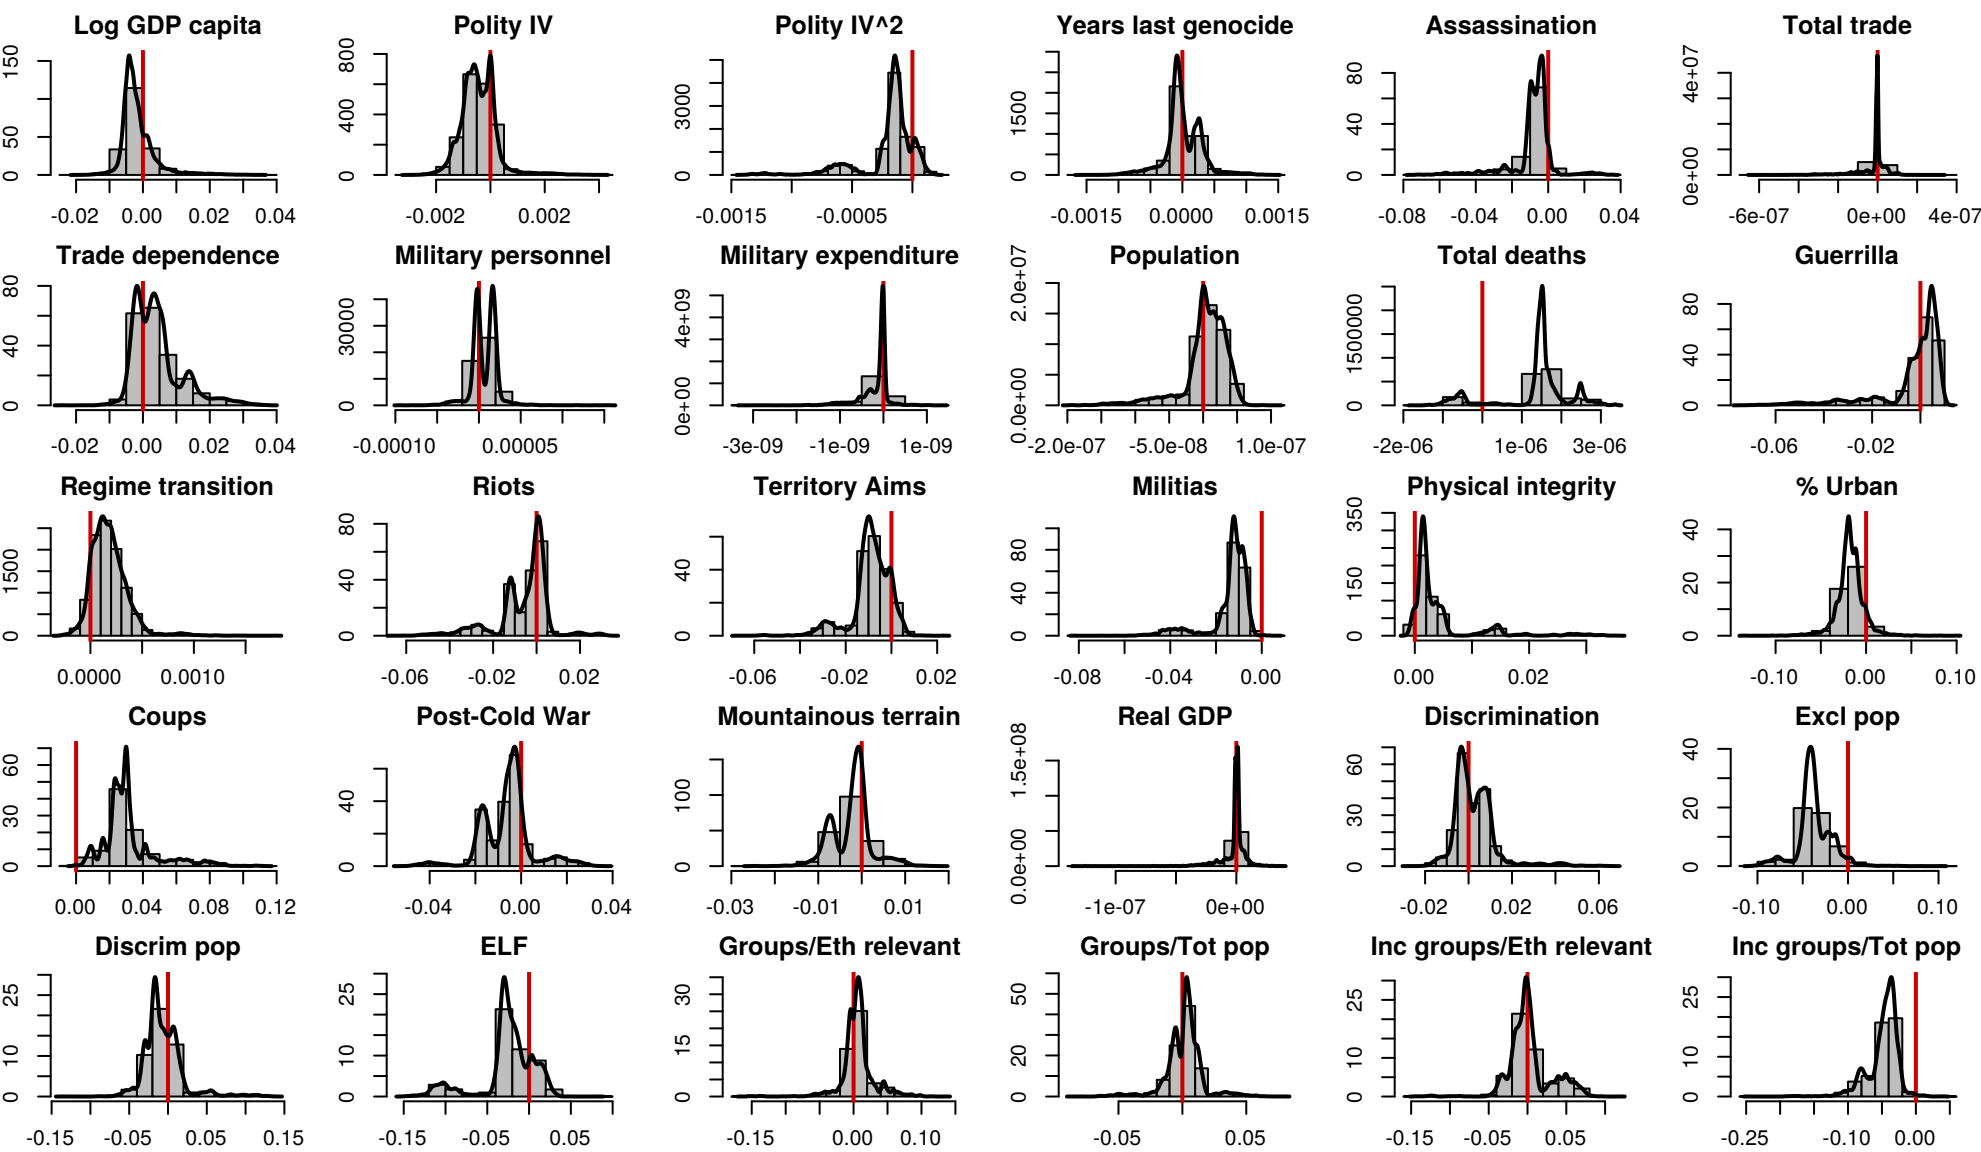 Log GDP capita Polity IV Polity IV^2 Years last genocide Assassination Total trade
0 50 150 0 400 800 0 3000 0 1500 0 40 80 0e+00 4e+07
-0.02 0.00 0.02 0.04 -0.002 0.002 -0.0015 -0.0005 -0.0015 0.0000 0.0015 -0.08 -0.04 0.00 0.04 -6e-07 0e+00 4e-07
Trade dependence Military personnel Military expenditure Population Total deaths Guerrilla
0 40 80 0 30000 0e+00 4e+09 0.0e+00 2.0e+07 0 1500000 0 40 80
-0.02 0.00 0.02 0.04 -0.00010 0.00005 -3e-09 -1e-09 1e-09 -2.0e-07 -5.0e-08 1.0e-07 -2e-06 1e-06 3e-06 -0.06 -0.02
Regime transition Riots Territory Aims Militias Physical integrity % Urban
0 1500 0 40 80 0 40 0 40 80 0 150 350 0 20 40
0.0000 0.0010 -0.06 -0.02 0.02 -0.06 -0.02 0.02 -0.08 -0.04 0.00 0.00 0.02 -0.10 0.00 0.10
Coups Post-Cold War Mountainous terrain Real GDP Discrimination Excl pop
0 30 60 0 40 0 100 0.0e+00 1.5e+08 0 30 60 0 20 40
0.00 0.04 0.08 0.12 -0.04 0.00 0.04 -0.03 -0.01 0.01 -1e-07 0e+00 -0.02 0.02 0.06 -0.10 0.00 0.10
Discrim pop ELF Groups/Eth relevant Groups/Tot pop Inc groups/Eth relevant Inc groups/Tot pop
0 10 25 0 10 25 0 15 30 0 20 50 0 10 25 0 10 25
-0.15 -0.05 0.05 0.15 -0.15 -0.05 0.05 -0.15 0.00 0.10 -0.05 0.05 -0.15 -0.05 0.05 -0.25 -0.10 0.00